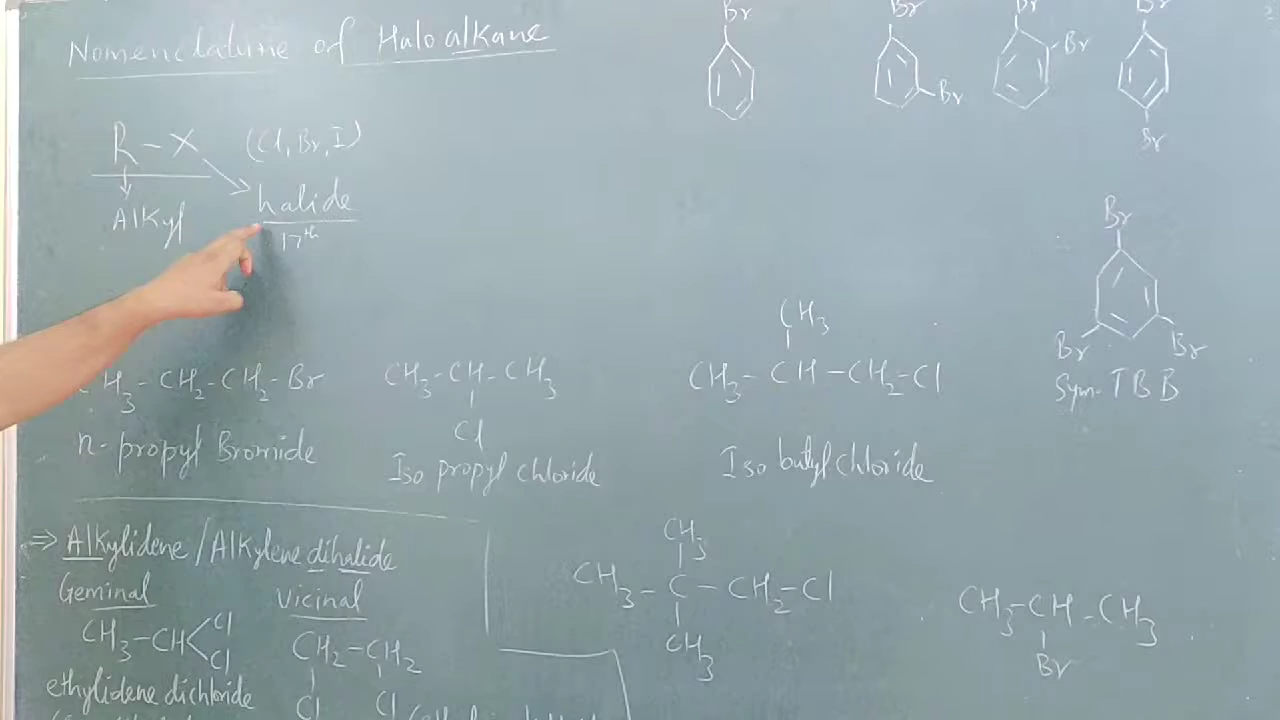 Nomenclature of Haloalkane
R - X (Cl, Br, I)
Alkyl
halide
17th
CH3 - CH2 - CH2 - Br
n-propyl Bromide
CH3 - CH - CH3
Cl
Iso propyl chloride
CH3
CH3 - CH - CH2 - Cl
Iso butyl chloride
Br
Br
Br
Br
Br
Br
Br
Br
Br
Br
Sym. TBB
⇒ Alkylidene / Alkylene dihalide
Geminal
Vicinal
CH3 - CH
Cl
Cl
ethylidene dichloride
CH2 - CH2
Cl
Cl
CH3
CH3 - C - CH2 - Cl
CH3
CH3 - CH - CH3
Br